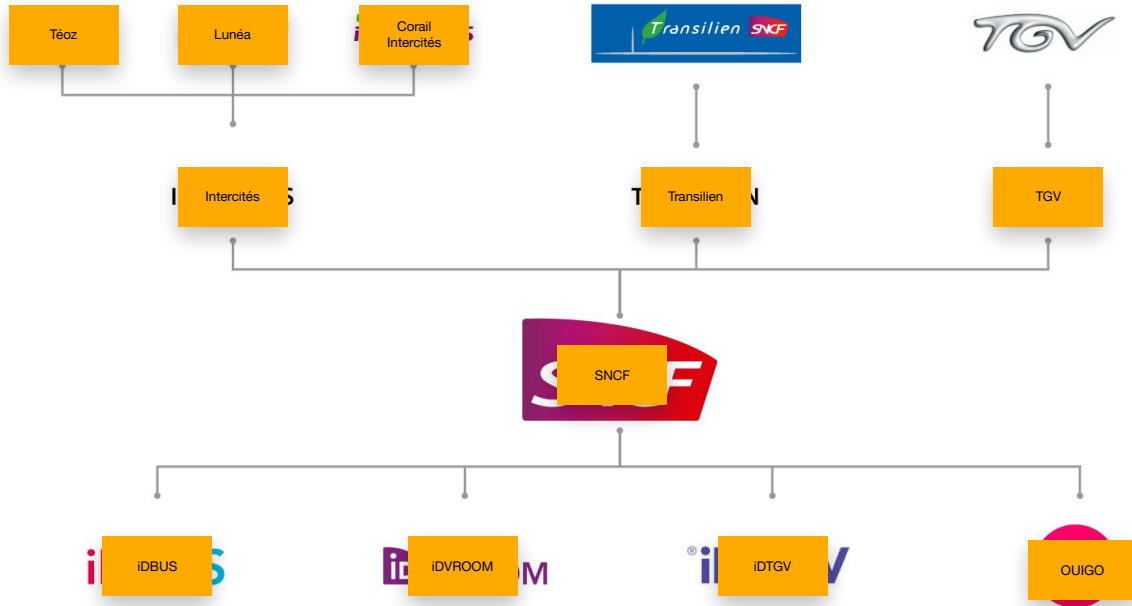 Téoz
Lunéa
Corail
Intercités
Transilien SNCF
TGV
Intercités
Transilien
TGV
SNCF
iDBUS
iDVROOM
iDTGV
OUIGO